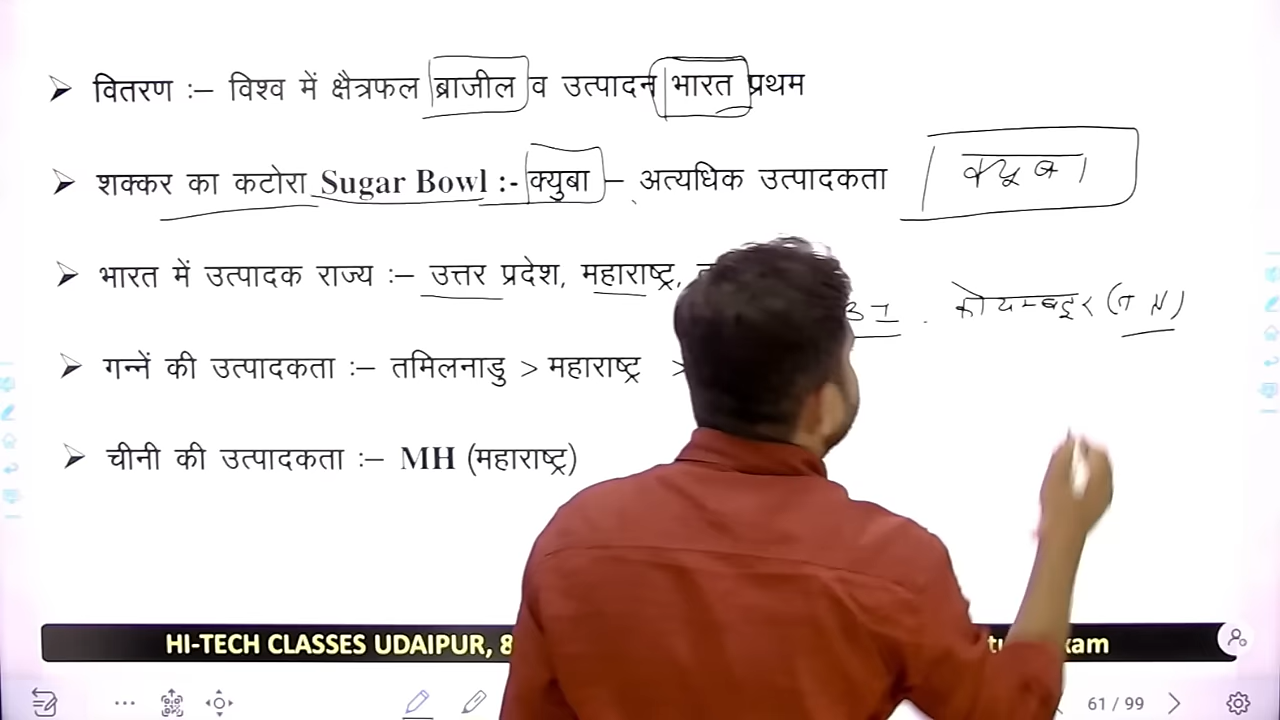 ➢ वितरण :– विश्व में क्षैत्रफल ब्राजील व उत्पादन भारत प्रथम
➢ शक्कर का कटोरा Sugar Bowl :- क्युबा – अत्यधिक उत्पादकता क्यूबा
➢ भारत में उत्पादक राज्य :– उत्तर प्रदेश, महाराष्ट्र,
कोयम्बटूर (TN)
➢ गन्नें की उत्पादकता :– तमिलनाडु > महाराष्ट्र >
➢ चीनी की उत्पादकता :– MH (महाराष्ट्र)
HI-TECH CLASSES UDAIPUR, 8
61 / 99